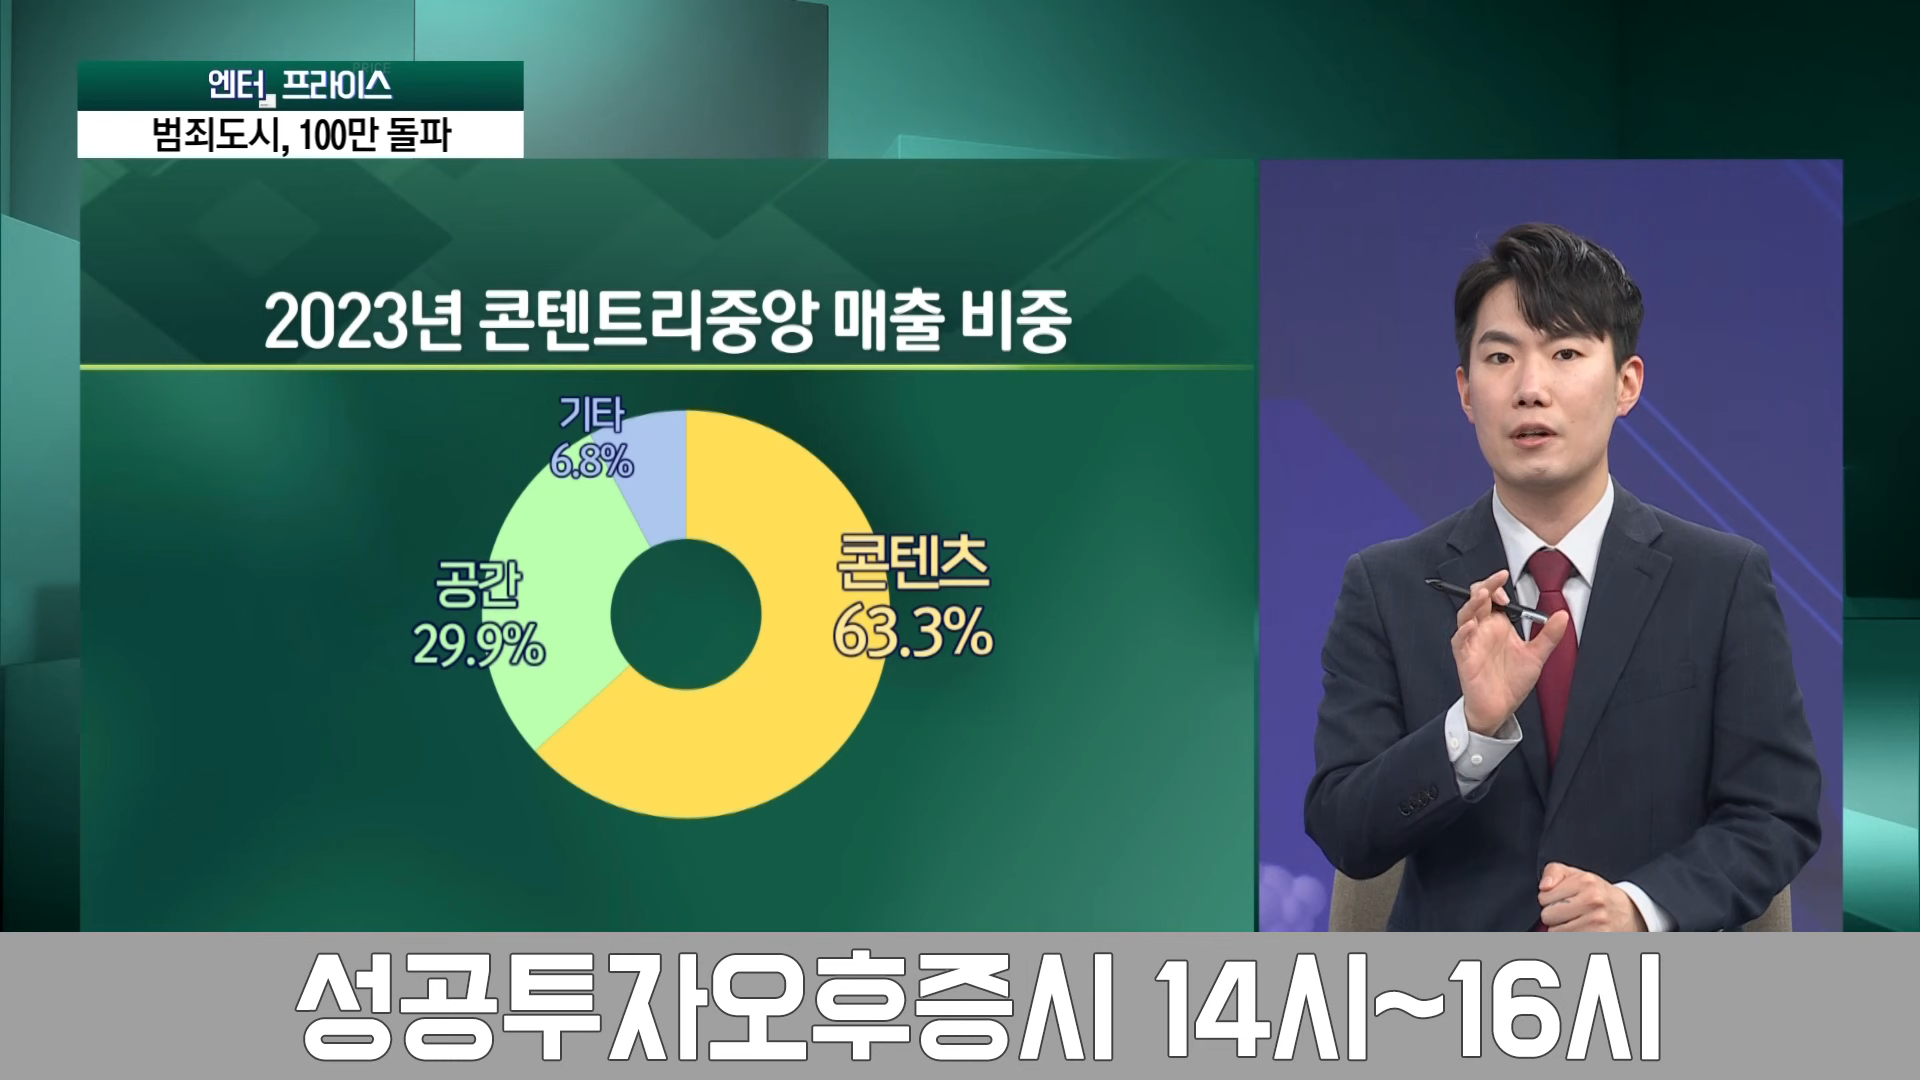 PRICE
엔터 프라이스
범죄도시, 100만 돌파
2023년 콘텐트리중앙 매출 비중
기타
6.8%
공간
29.9%
콘텐츠
63.3%
성공투자오후증시 14시~16시